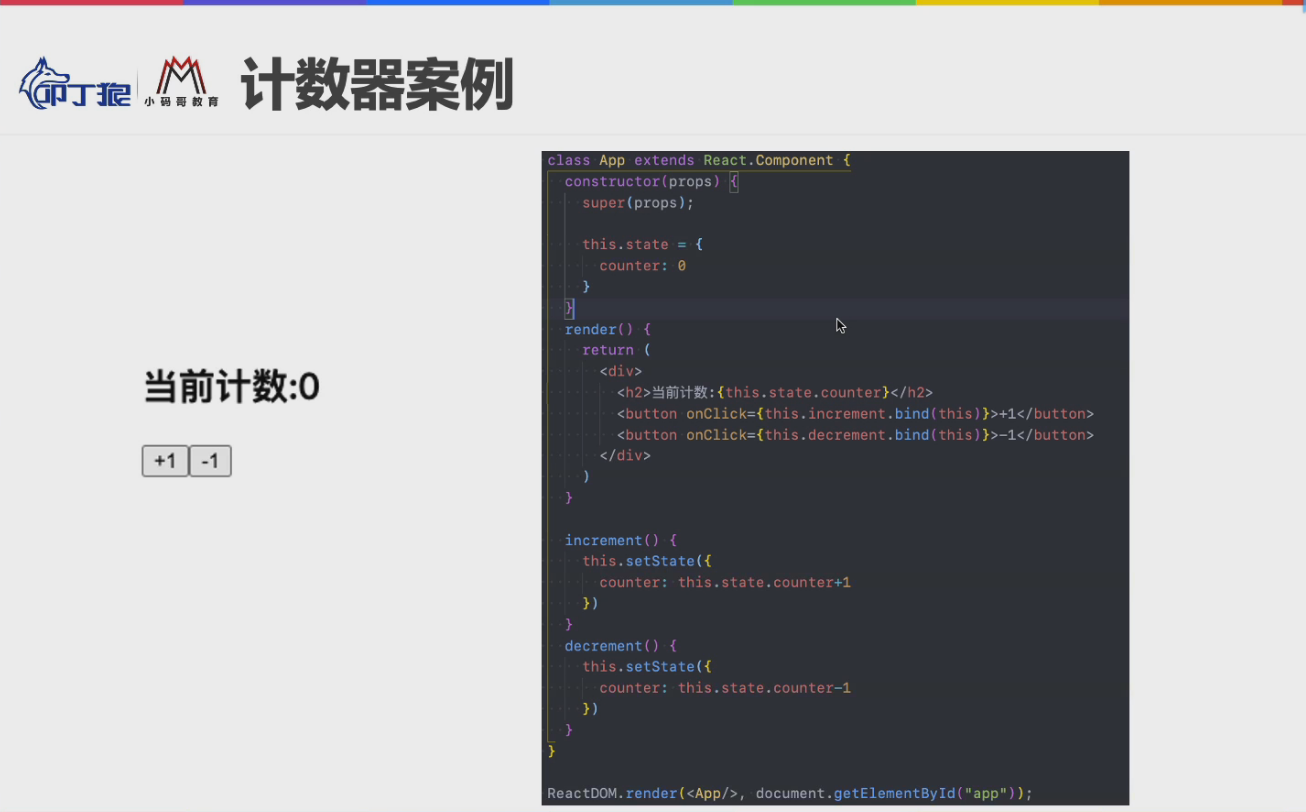 叩丁狼
小码哥教育
计数器案例
当前计数:0
+1 -1
class App extends React.Component {
constructor(props) {
super(props);
this.state = {
counter: 0
}
}
render() {
return (
<div>
<h2>当前计数:{this.state.counter}</h2>
<button onClick={this.increment.bind(this)}>+1</button>
<button onClick={this.decrement.bind(this)}>-1</button>
</div>
)
}
increment() {
this.setState({
counter: this.state.counter+1
})
}
decrement() {
this.setState({
counter: this.state.counter-1
})
}
}
ReactDOM.render(<App/>, document.getElementById("app"));